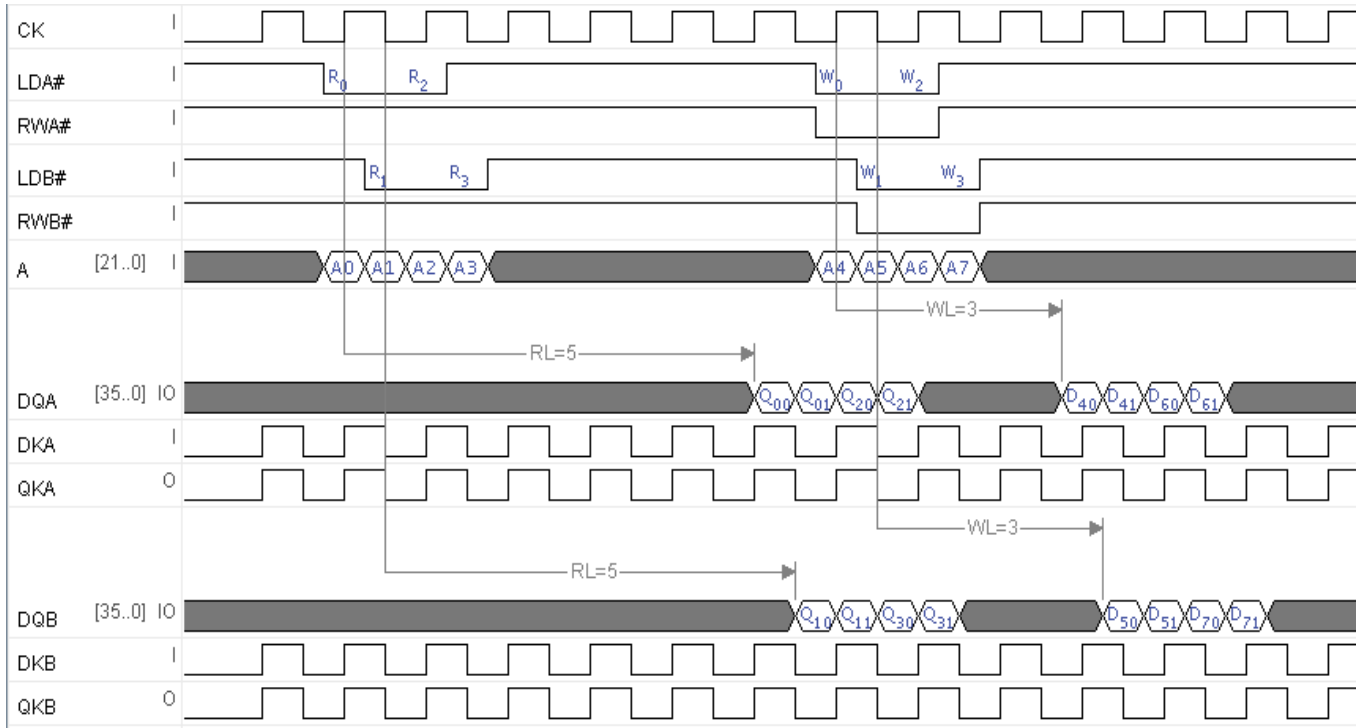 CK I
LDA# I R0 R2 W0 W2
RWA# I
LDB# I R1 R3 W1 W3
RWB# I
A [21..0] I A0 A1 A2 A3 A4 A5 A6 A7
WL=3
RL=5
DQA [35..0] IO Q00 Q01 Q20 Q21 D40 D41 D60 D61
DKA I
QKA O
WL=3
RL=5
DQB [35..0] IO Q10 Q11 Q30 Q31 D50 D51 D70 D71
DKB I
QKB O